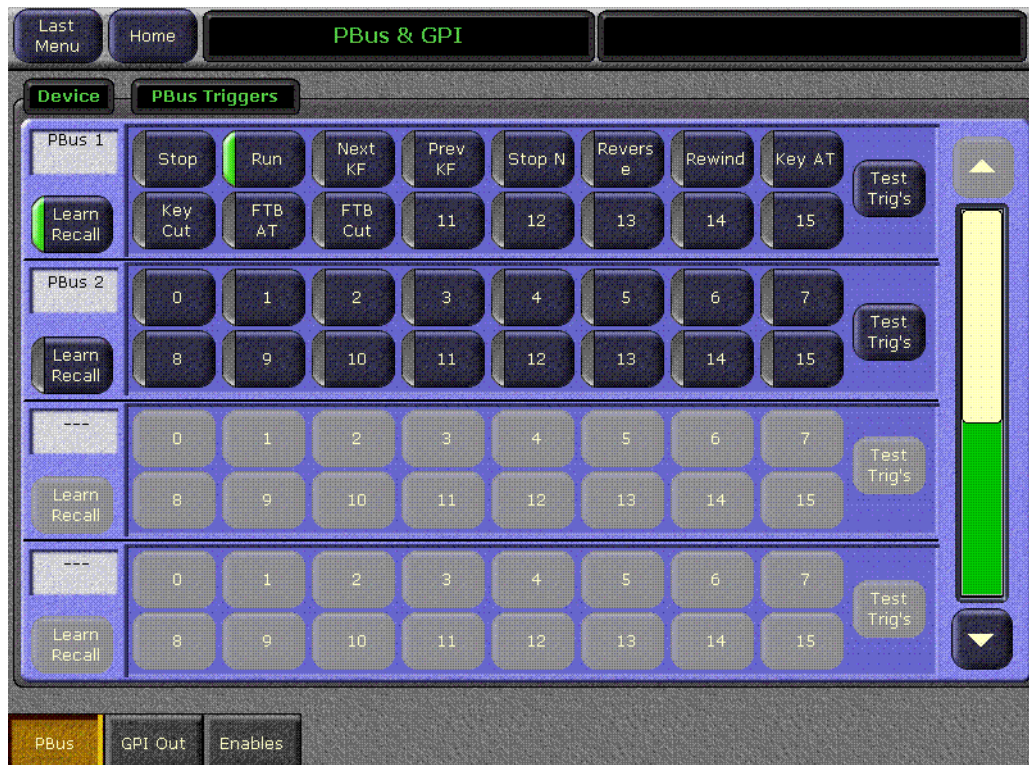 Last Menu Home PBus & GPI
Device PBus Triggers
PBus 1
Stop Run Next KF Prev KF Stop N Reverse Rewind Key AT
Test Trig's
Learn Recall
Key Cut FTB AT FTB Cut 11 12 13 14 15
PBus 2
0 1 2 3 4 5 6 7
Test Trig's
Learn Recall
8 9 10 11 12 13 14 15
---
0 1 2 3 4 5 6 7
Test Trig's
Learn Recall
8 9 10 11 12 13 14 15
---
0 1 2 3 4 5 6 7
Test Trig's
Learn Recall
8 9 10 11 12 13 14 15
PBus GPI Out Enables